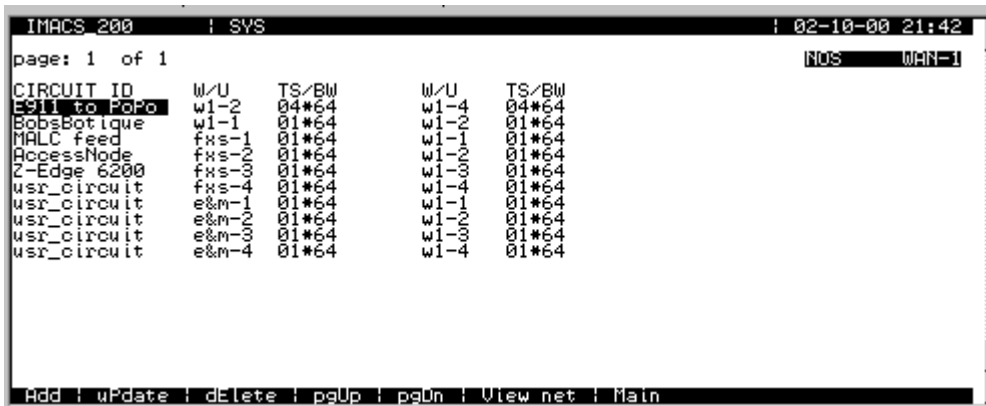 IMACS_200 ¦ SYS ¦ 02-10-00 21:42
page: 1 of 1 NOS WAN-1
CIRCUIT ID W/U TS/BW W/U TS/BW
E911 to PoPo w1-2 04*64 w1-4 04*64
BobsBotique w1-1 01*64 w1-2 01*64
MALC feed fxs-1 01*64 w1-1 01*64
AccessNode fxs-2 01*64 w1-2 01*64
Z-Edge 6200 fxs-3 01*64 w1-3 01*64
usr_circuit fxs-4 01*64 w1-4 01*64
usr_circuit e&m-1 01*64 w1-1 01*64
usr_circuit e&m-2 01*64 w1-2 01*64
usr_circuit e&m-3 01*64 w1-3 01*64
usr_circuit e&m-4 01*64 w1-4 01*64
Add ¦ uPdate ¦ dElete ¦ pgUp ¦ pgDn ¦ View net ¦ Main